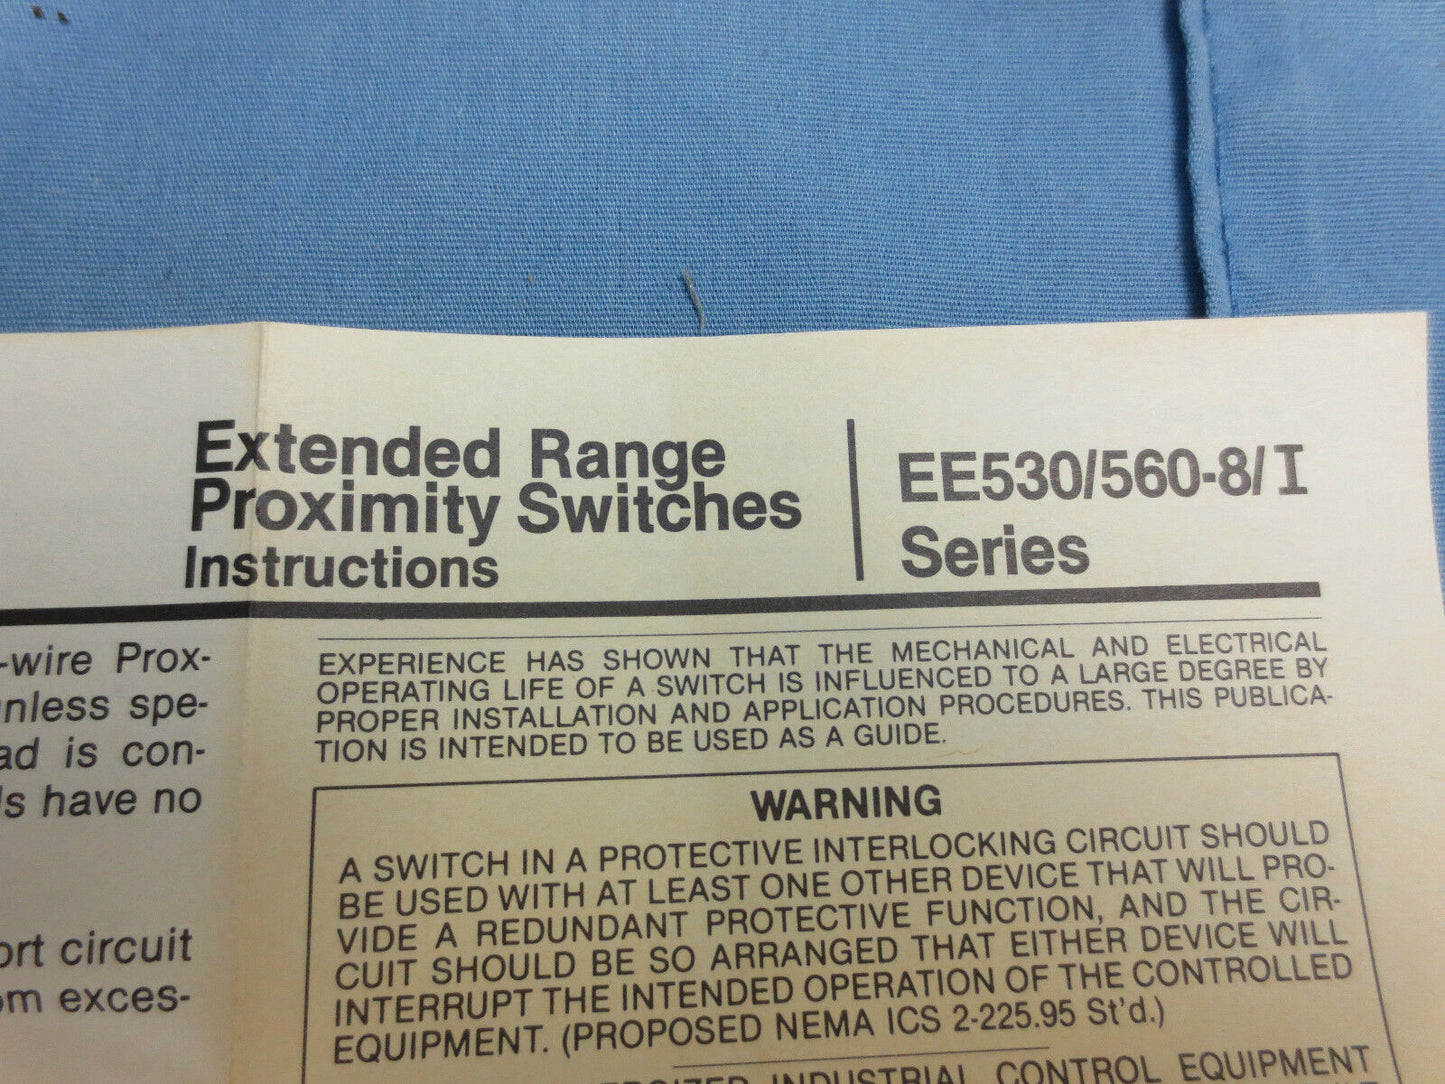 Extended Range
Proximity Switches
Instructions
EE530/560-8/I
Series
-wire Prox-
nless spe-
ad is con-
ls have no
ort circuit
om exces-
EXPERIENCE HAS SHOWN THAT THE MECHANICAL AND ELECTRICAL
OPERATING LIFE OF A SWITCH IS INFLUENCED TO A LARGE DEGREE BY
PROPER INSTALLATION AND APPLICATION PROCEDURES. THIS PUBLICA-
TION IS INTENDED TO BE USED AS A GUIDE.
WARNING
A SWITCH IN A PROTECTIVE INTERLOCKING CIRCUIT SHOULD
BE USED WITH AT LEAST ONE OTHER DEVICE THAT WILL PRO-
VIDE A REDUNDANT PROTECTIVE FUNCTION, AND THE CIR-
CUIT SHOULD BE SO ARRANGED THAT EITHER DEVICE WILL
INTERRUPT THE INTENDED OPERATION OF THE CONTROLLED
EQUIPMENT. (PROPOSED NEMA ICS 2-225.95 St'd.)
INDUSTRIAL CONTROL EQUIPMENT